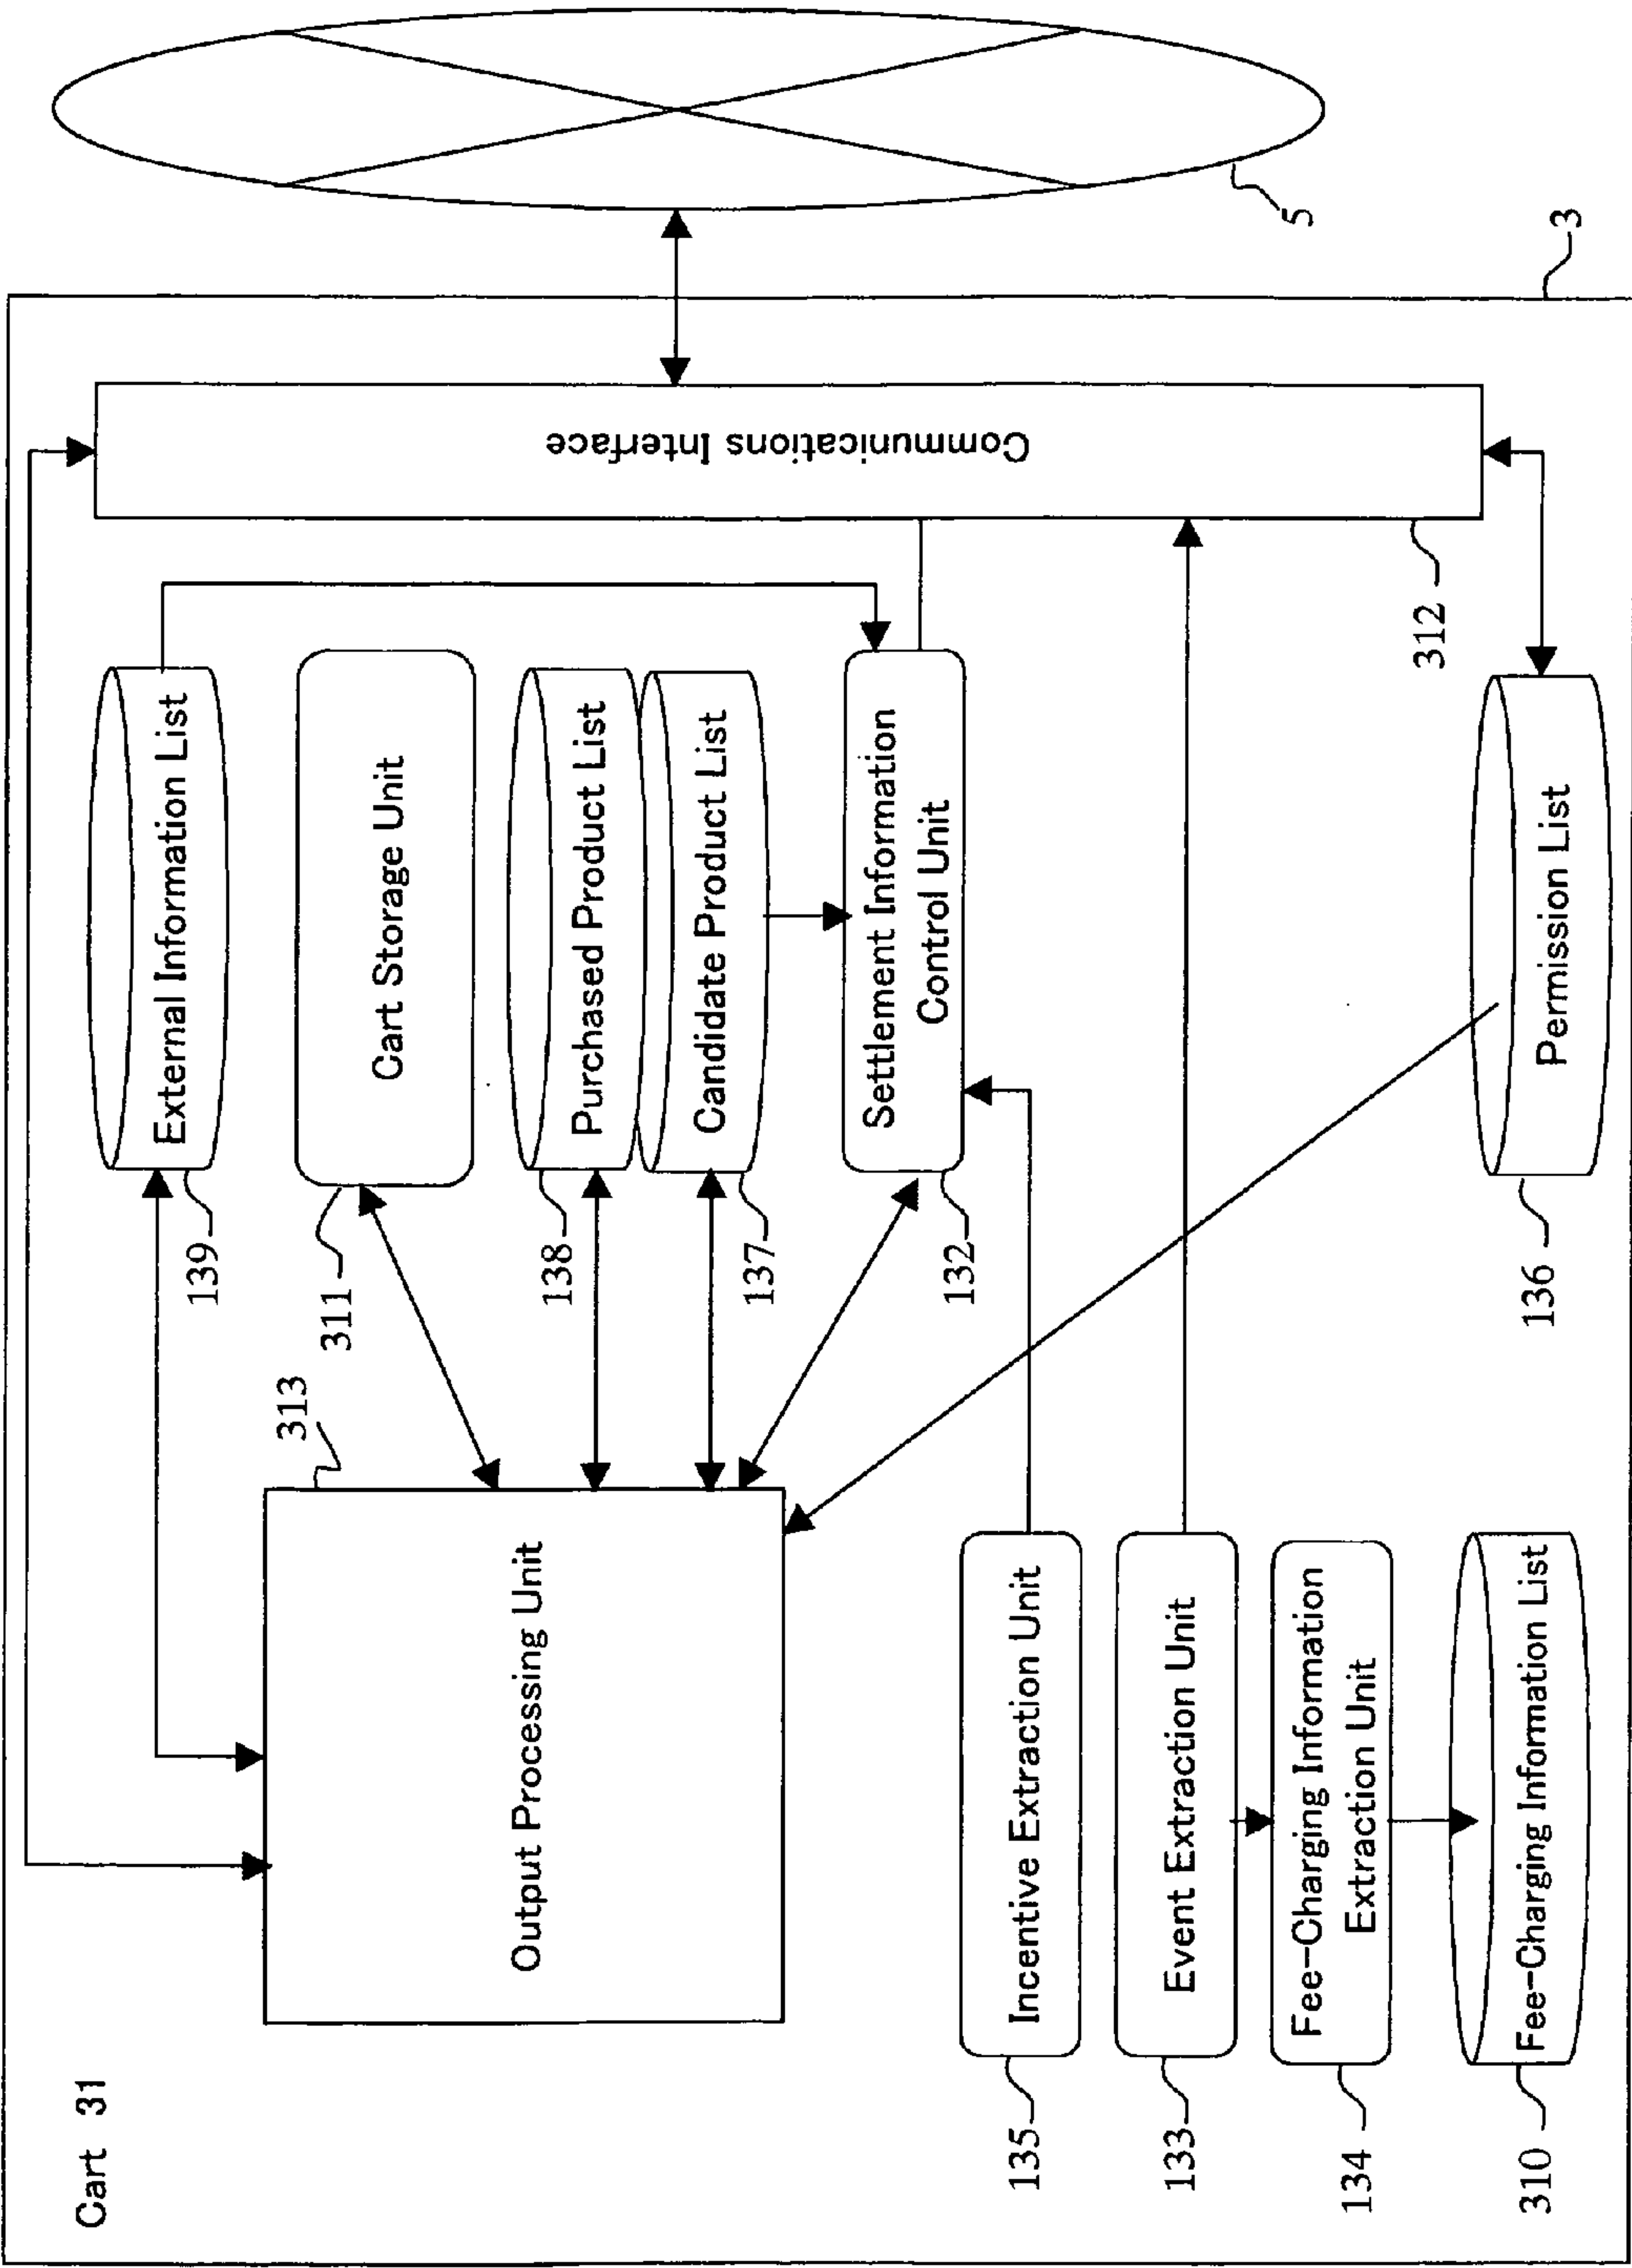 Cart 31
Output Processing Unit
313
External Information List
139
Cart Storage Unit
311
Purchased Product List
138
Candidate Product List
137
Settlement Information
Control Unit
132
Incentive Extraction Unit
135
Event Extraction Unit
133
Fee-Charging Information
Extraction Unit
134
Fee-Charging Information List
310
Permission List
136
Communications Interface
312
3
5